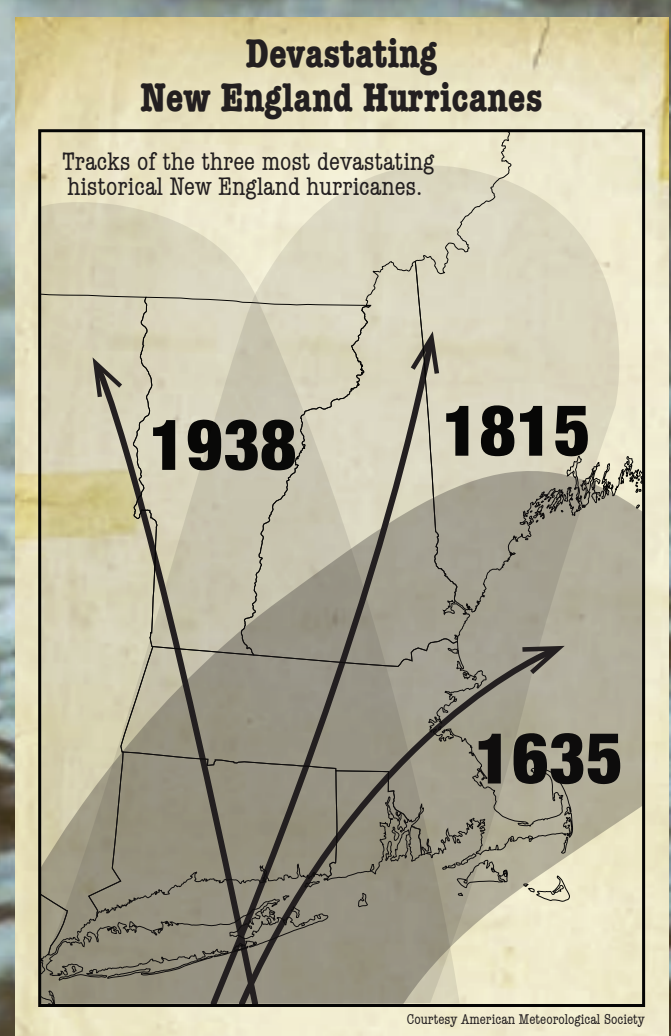 Devastating
New England Hurricanes
Tracks of the three most devastating
historical New England hurricanes.
1938
1815
1635
Courtesy American Meteorological Society